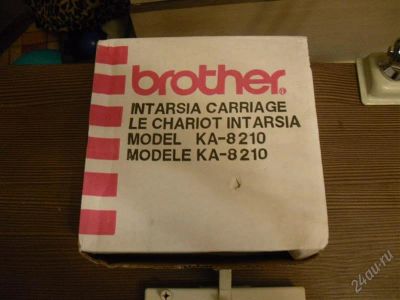 brother®
INTARSIA CARRIAGE
LE CHARIOT INTARSIA
MODEL KA-8210
MODELE KA-8210
24au.ru